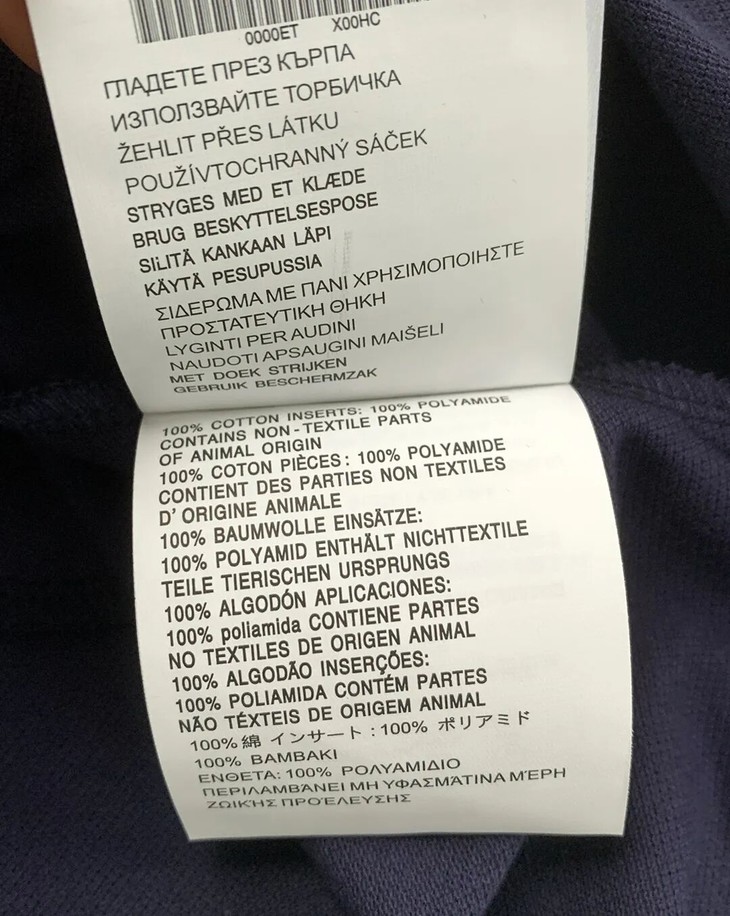 0000ET X00HC
ГЛАДЕТЕ ПРЕЗ КЪРПА
ИЗПОЛЗВАЙТЕ ТОРБИЧКА
ŽEHLIT PŘES LÁTKU
POUŽÍVTOCHRANNÝ SÁČEK
STRYGES MED ET KLÆDE
BRUG BESKYTTELSESPOSE
SiLITÄ KANKAAN LÄPI
KÄYTÄ PESUPUSSIA
ΣΙΔΕΡΩΜΑ ΜΕ ΠΑΝΙ ΧΡΗΣΙΜΟΠΟΙΗΣΤΕ
ΠΡΟΣΤΑΤΕΥΤΙΚΗ ΘΗΚΗ
LYGINTI PER AUDINI
NAUDOTI APSAUGINI MAIŠELI
MET DOEK STRIJKEN
GEBRUIK BESCHERMZAK
100% COTTON INSERTS: 100% POLYAMIDE
CONTAINS NON-TEXTILE PARTS
OF ANIMAL ORIGIN
100% COTON PIÈCES: 100% POLYAMIDE
CONTIENT DES PARTIES NON TEXTILES
D' ORIGINE ANIMALE
100% BAUMWOLLE EINSÄTZE:
100% POLYAMID ENTHÄLT NICHTTEXTILE
TEILE TIERISCHEN URSPRUNGS
100% ALGODÓN APLICACIONES:
100% poliamida CONTIENE PARTES
NO TEXTILES DE ORIGEN ANIMAL
100% ALGODÃO INSERÇÕES:
100% POLIAMIDA CONTÉM PARTES
NÃO TÉXTEIS DE ORIGEM ANIMAL
100% 綿 インサート : 100% ポリアミド
100% ΒΑΜΒΑΚΙ
ΕΝΘΕΤΑ: 100% ΡΟΛΥΑΜΙΔΙΟ
ΠΕΡΙΛΑΜΒΆΝΕΙ ΜΗ ΥΦΑΣΜΆΤΙΝΑ ΜΈΡΗ
ΖΩΙΚΉΣ ΠΡΟΈΛΕΥΣΗΣ